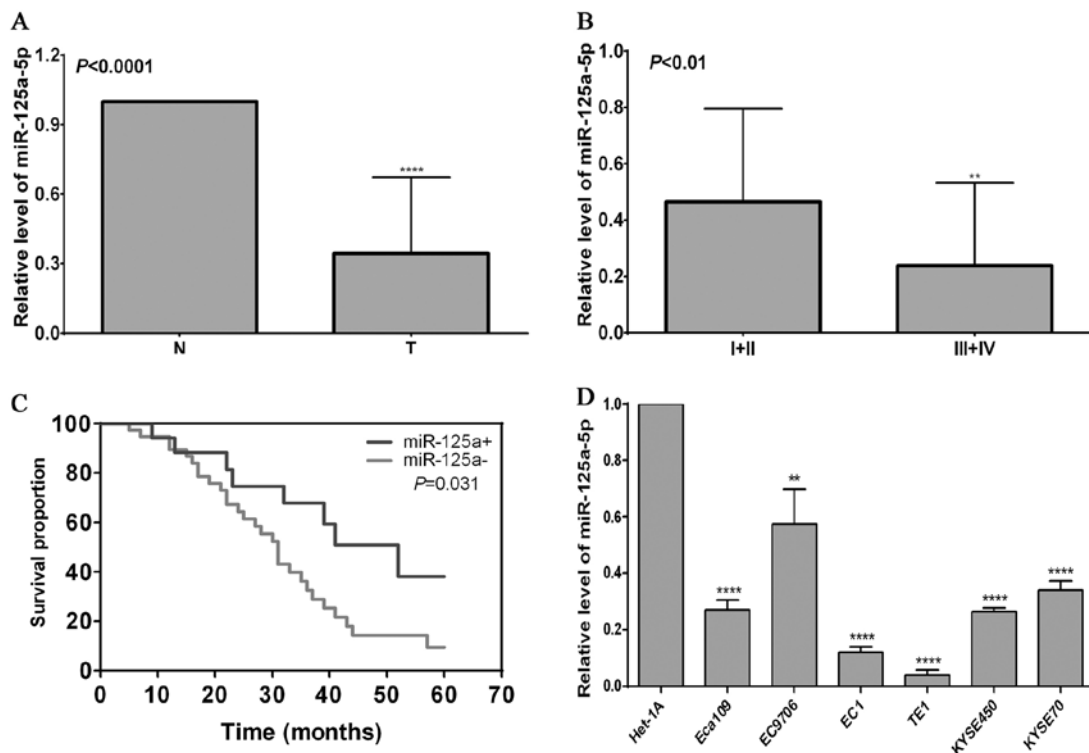 A
Relative level of miR-125a-5p
1.2
0.9
0.6
0.3
0.0
P<0.0001
****
N
T
B
Relative level of miR-125a-5p
1.0
0.8
0.6
0.4
0.2
0.0
P<0.01
**
I+II
III+IV
C
Survival proportion
100
80
60
40
20
0
miR-125a+
miR-125a-
P=0.031
0
10
20
30
40
50
60
70
Time (months)
D
Relative level of miR-125a-5p
1.0
0.8
0.6
0.4
0.2
0.0
****
**
****
****
****
****
Het-1A
Eca109
EC9706
EC1
TE1
KYSE450
KYSE70